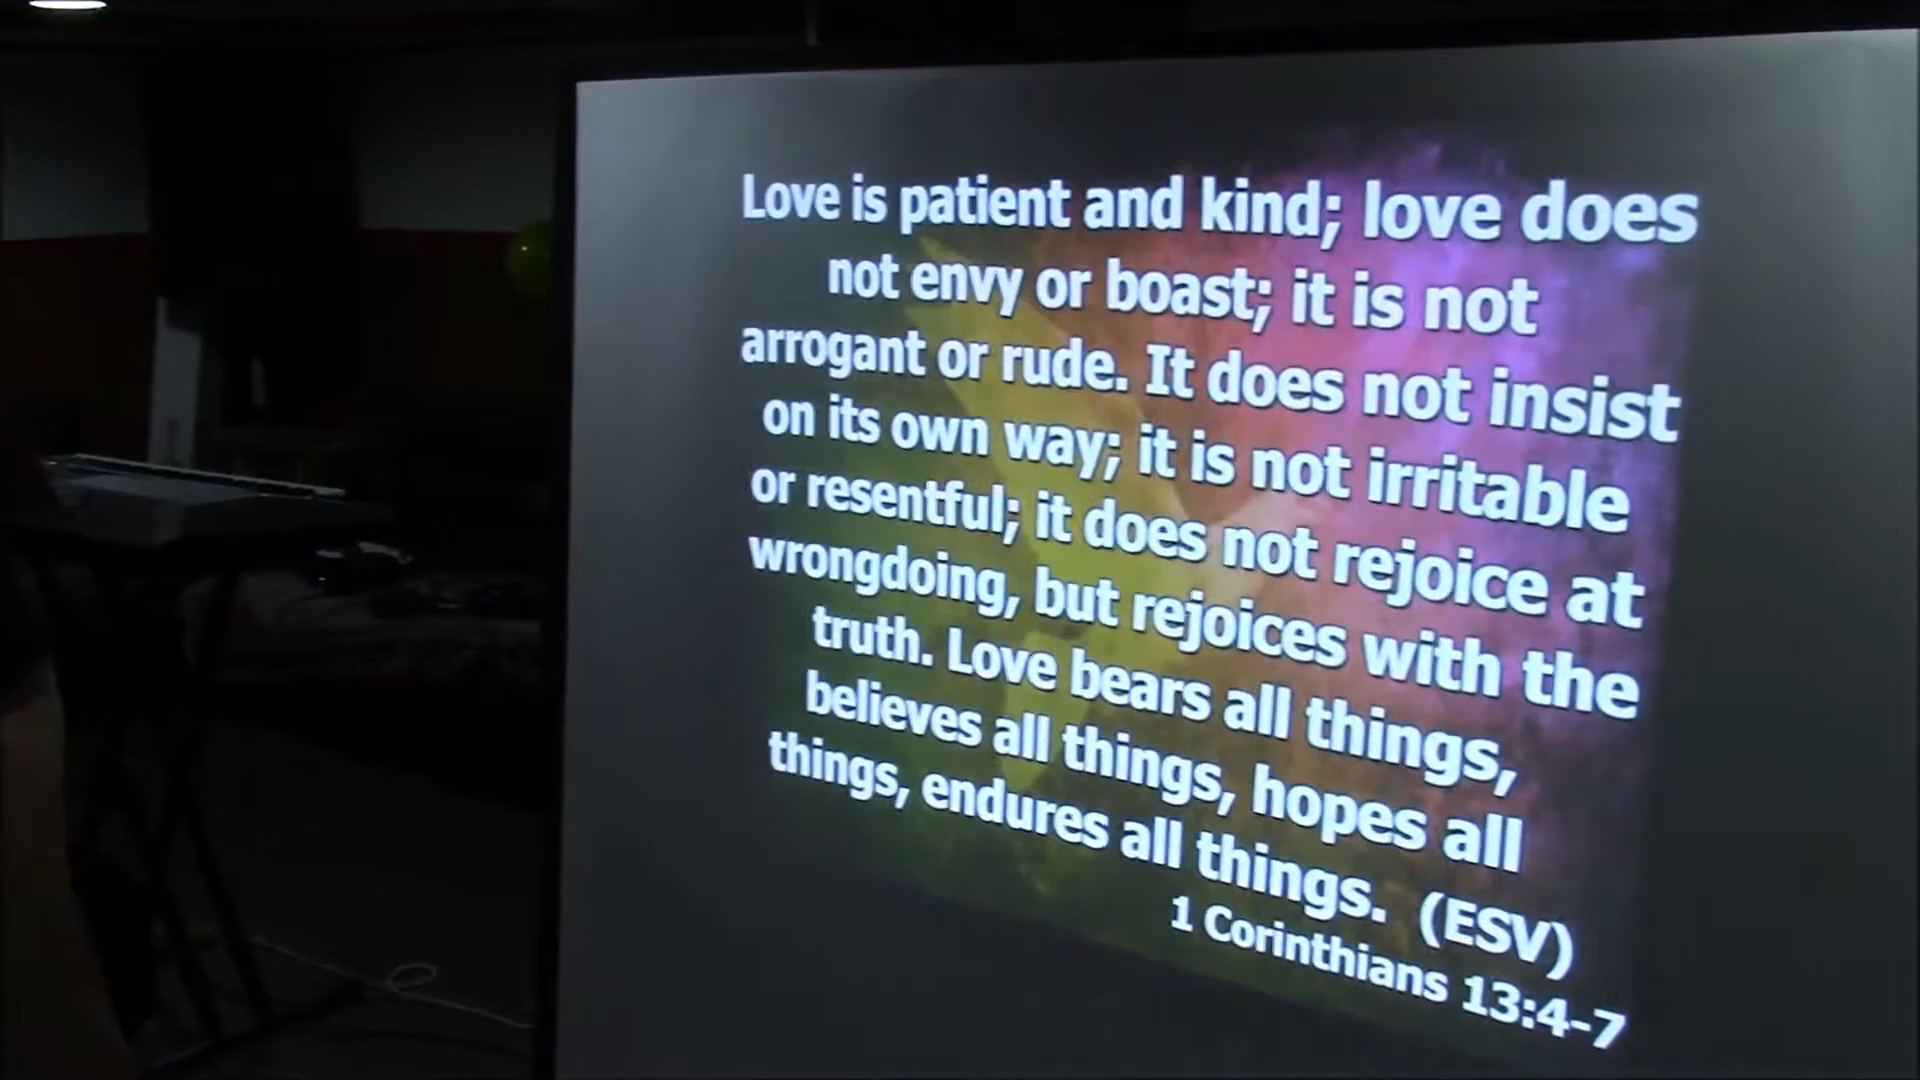 Love is patient and kind; love does
not envy or boast; it is not
arrogant or rude. It does not insist
on its own way; it is not irritable
or resentful; it does not rejoice at
wrongdoing, but rejoices with the
truth. Love bears all things,
believes all things, hopes all
things, endures all things. (ESV)
1 Corinthians 13:4-7